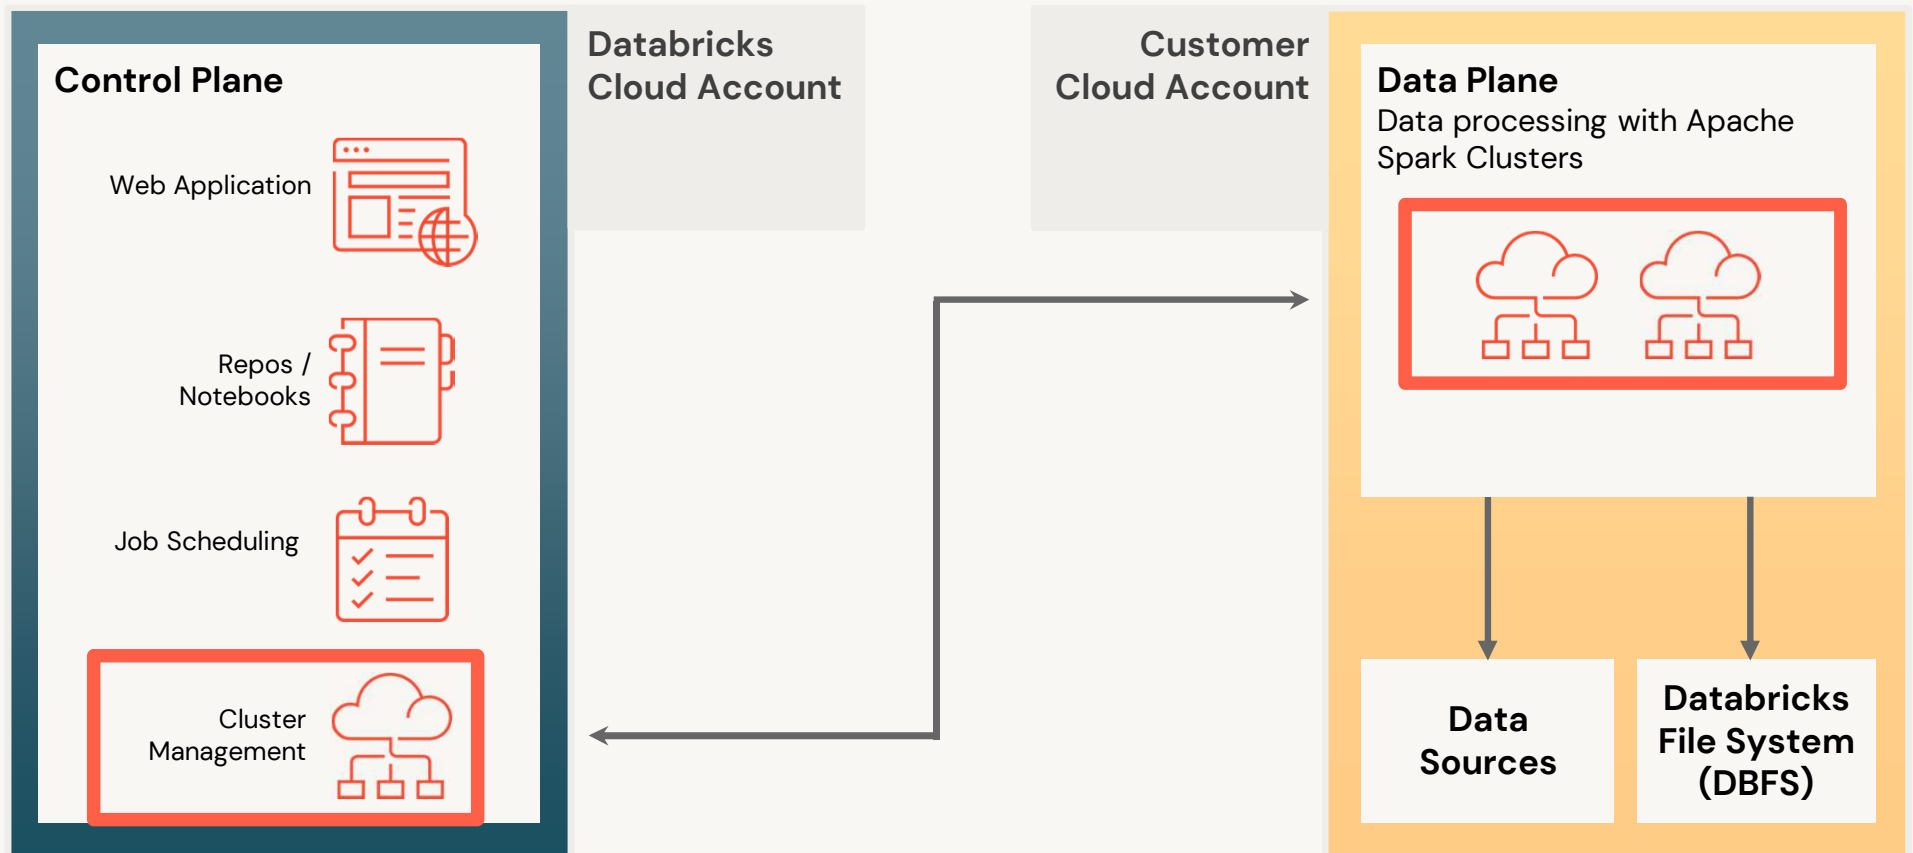 Control Plane
Web Application
Repos /
Notebooks
Job Scheduling
Cluster
Management
Databricks
Cloud Account
Customer
Cloud Account
Data Plane
Data processing with Apache
Spark Clusters
Data
Sources
Databricks
File System
(DBFS)